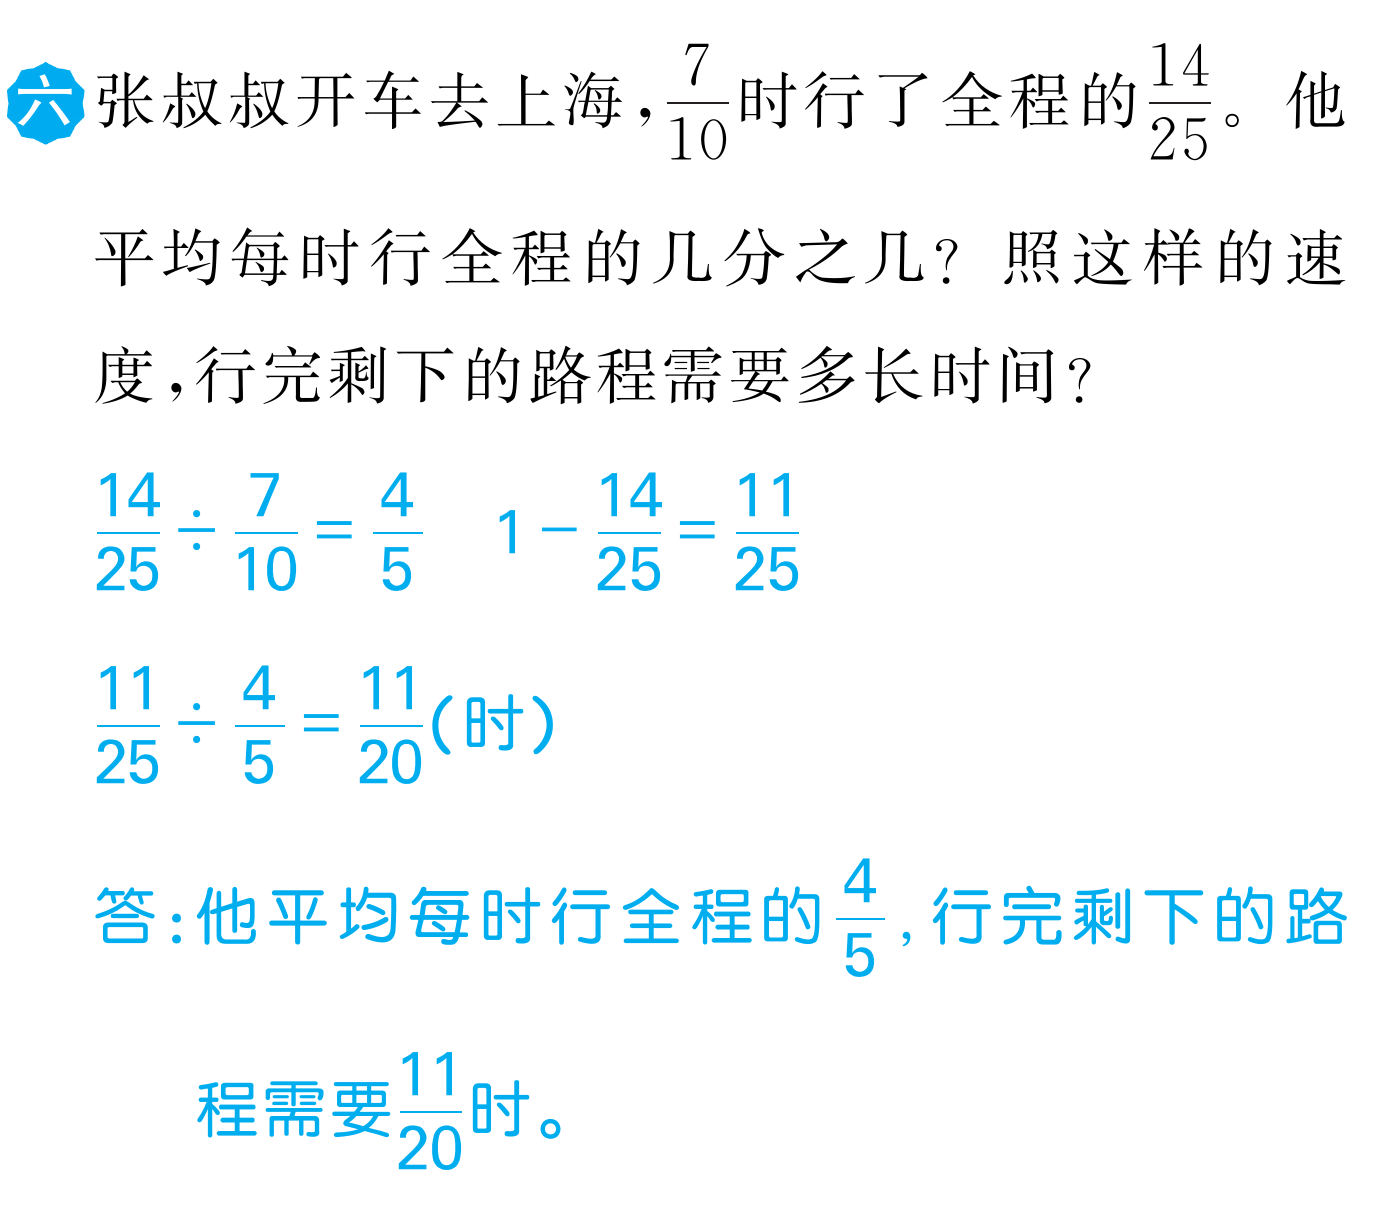 六 张叔叔开车去上海,7/10时行了全程的14/25。他
平均每时行全程的几分之几? 照这样的速
度,行完剩下的路程需要多长时间?
14/25 ÷ 7/10 = 4/5  1 − 14/25 = 11/25
11/25 ÷ 4/5 = 11/20(时)
答:他平均每时行全程的4/5,行完剩下的路
程需要11/20时。